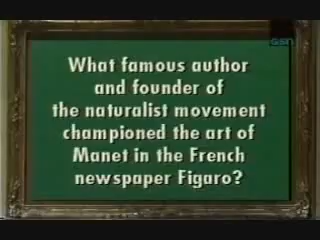 GSN
What famous author
and founder of
the naturalist movement
championed the art of
Manet in the French
newspaper Figaro?